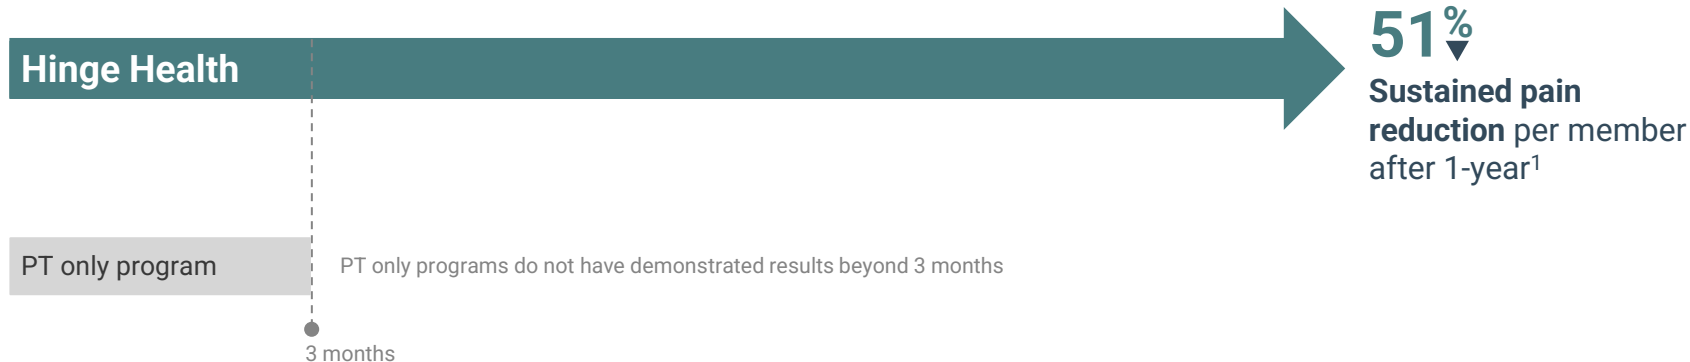 Hinge Health
51%
Sustained pain
reduction per member
after 1-year¹
PT only program
PT only programs do not have demonstrated results beyond 3 months
3 months